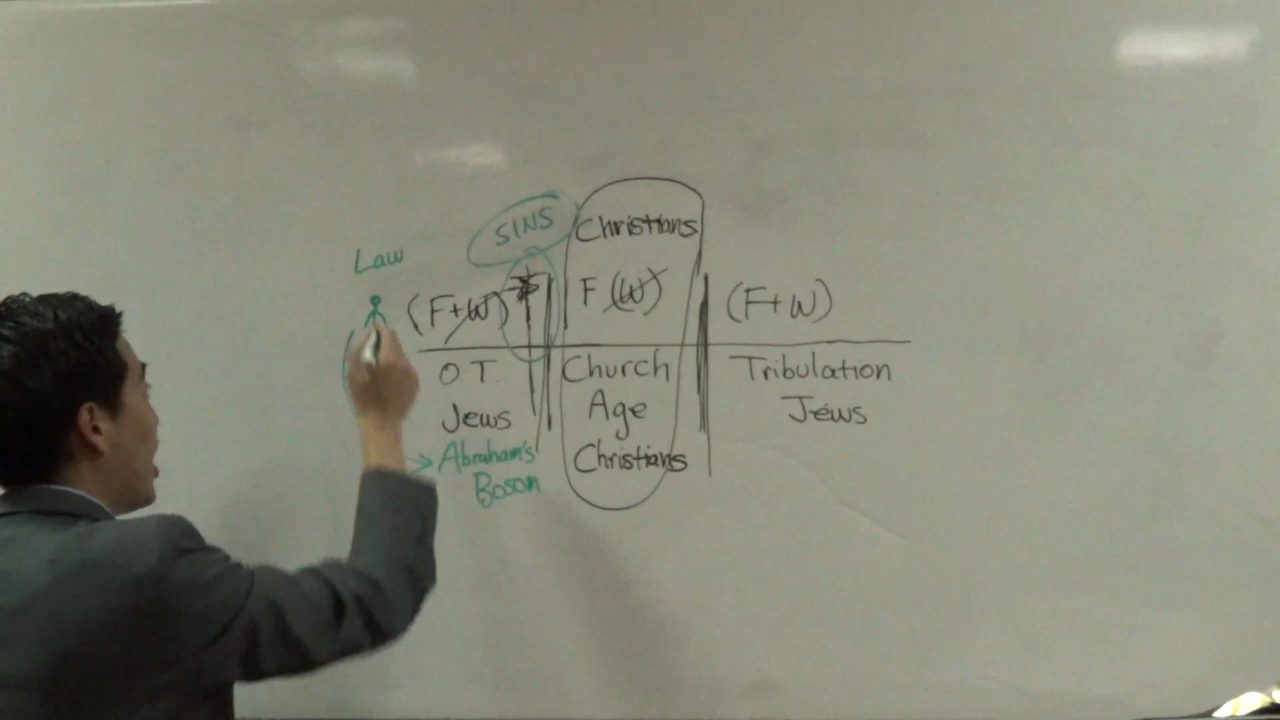 SINS
Christians
Law
(F+W)
F (W)
(F+W)
O.T.
Jews
Abraham's
Bosom
Church
Age
Christians
Tribulation
Jews